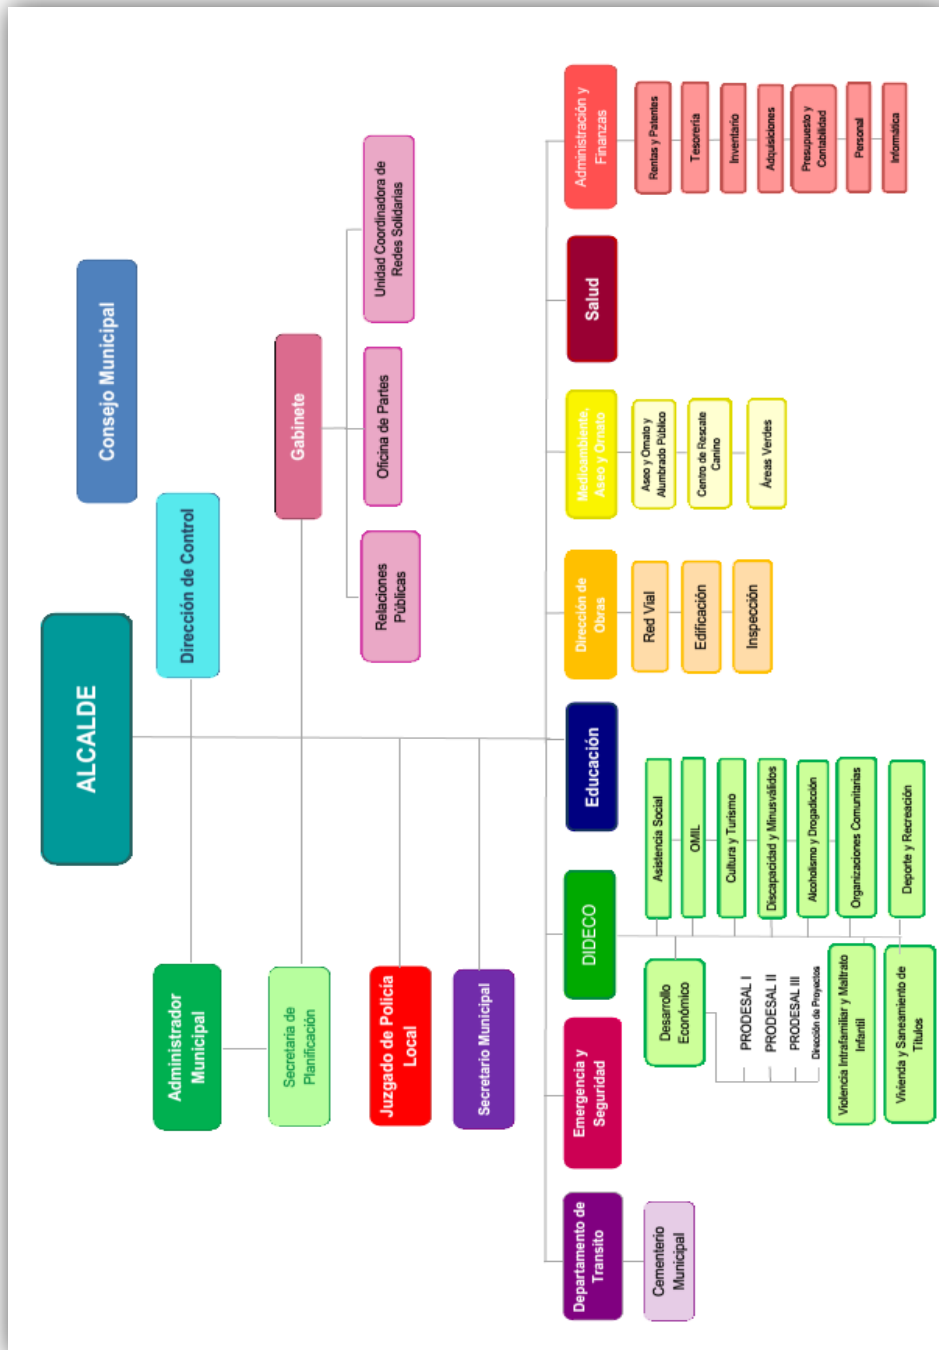 ALCALDE
Consejo Municipal
Administrador
Municipal
Dirección de Control
Secretaria de
Planificación
Gabinete
Juzgado de Policía
Local
Secretario Municipal
Relaciones
Públicas
Oficina de Partes
Unidad Coordinadora de
Redes Solidarias
Departamento de
Transito
Cementerio
Municipal
Emergencia y
Seguridad
DIDECO
Desarrollo
Económico
PRODESAL I
PRODESAL II
PRODESAL III
Dirección de Proyectos
Violencia Intrafamiliar y Maltrato
Infantil
Vivienda y Saneamiento de
Títulos
Asistencia Social
OMIL
Cultura y Turismo
Discapacidad y Minusválidos
Alcoholismo y Drogadicción
Organizaciones Comunitarias
Deporte y Recreación
Educación
Dirección de
Obras
Red Vial
Edificación
Inspección
Medioambiente,
Aseo y Ornato
Aseo y Ornato y
Alumbrado Público
Centro de Rescate
Canino
Áreas Verdes
Salud
Administración y
Finanzas
Rentas y Patentes
Tesorería
Inventario
Adquisiciones
Presupuesto y
Contabilidad
Personal
Informática